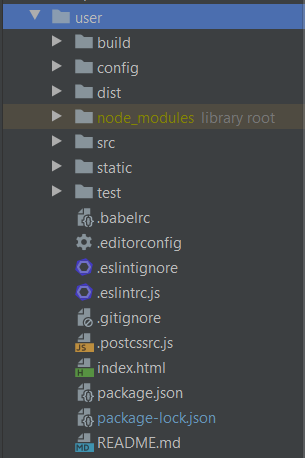 user
build
config
dist
node_modules library root
src
static
test
.babelrc
.editorconfig
.eslintignore
.eslintrc.js
.gitignore
.postcssrc.js
index.html
package.json
package-lock.json
README.md